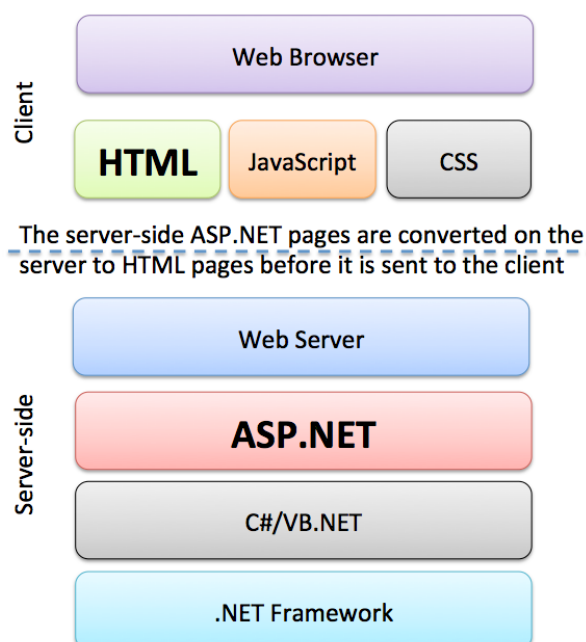 Client
Web Browser
HTML
JavaScript
CSS
The server-side ASP.NET pages are converted on the
server to HTML pages before it is sent to the client
Server-side
Web Server
ASP.NET
C#/VB.NET
.NET Framework